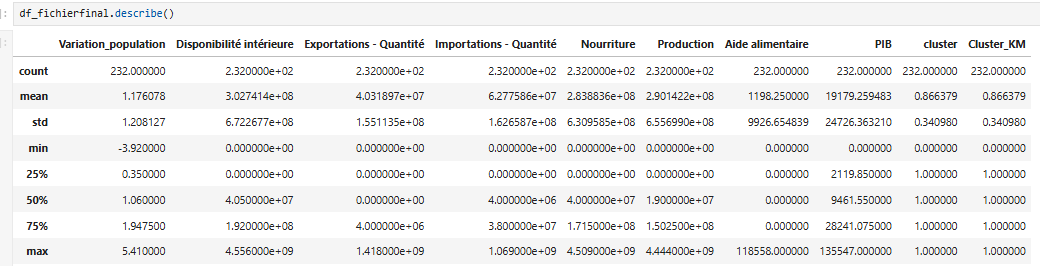 df_fichierfinal.describe()
Variation_population Disponibilité intérieure Exportations - Quantité Importations - Quantité Nourriture Production Aide alimentaire PIB cluster Cluster_KM
count 232.000000 2.320000e+02 2.320000e+02 2.320000e+02 2.320000e+02 2.320000e+02 232.000000 232.000000 232.000000 232.000000
mean 1.176078 3.027414e+08 4.031897e+07 6.277586e+07 2.838836e+08 2.901422e+08 1198.250000 19179.259483 0.866379 0.866379
std 1.208127 6.722677e+08 1.551135e+08 1.626587e+08 6.309585e+08 6.556990e+08 9926.654839 24726.363210 0.340980 0.340980
min -3.920000 0.000000e+00 0.000000e+00 0.000000e+00 0.000000e+00 0.000000e+00 0.000000 0.000000 0.000000 0.000000
25% 0.350000 0.000000e+00 0.000000e+00 0.000000e+00 0.000000e+00 0.000000e+00 0.000000 2119.850000 1.000000 1.000000
50% 1.060000 4.050000e+07 0.000000e+00 4.000000e+06 4.000000e+07 1.900000e+07 0.000000 9461.550000 1.000000 1.000000
75% 1.947500 1.920000e+08 4.000000e+06 3.800000e+07 1.715000e+08 1.502500e+08 0.000000 28241.075000 1.000000 1.000000
max 5.410000 4.556000e+09 1.418000e+09 1.069000e+09 4.509000e+09 4.444000e+09 118558.000000 135547.000000 1.000000 1.000000